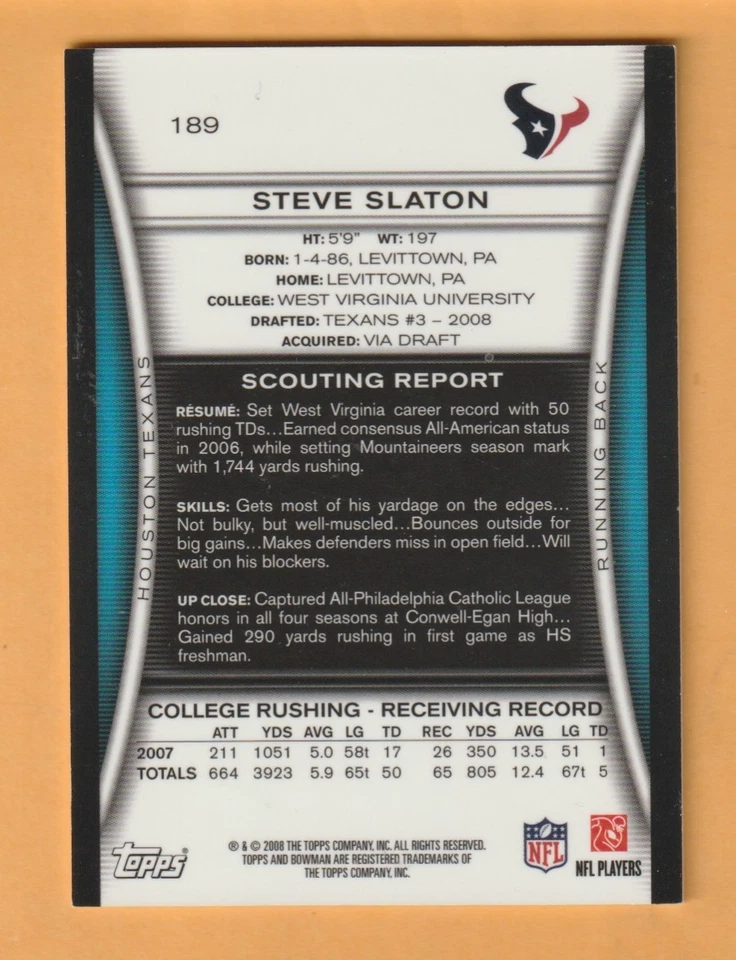 189
STEVE SLATON
HT: 5'9" WT: 197
BORN: 1-4-86, LEVITTOWN, PA
HOME: LEVITTOWN, PA
COLLEGE: WEST VIRGINIA UNIVERSITY
DRAFTED: TEXANS #3 – 2008
ACQUIRED: VIA DRAFT
HOUSTON TEXANS
RUNNING BACK
SCOUTING REPORT
RÉSUMÉ: Set West Virginia career record with 50
rushing TDs...Earned consensus All-American status
in 2006, while setting Mountaineers season mark
with 1,744 yards rushing.
SKILLS: Gets most of his yardage on the edges...
Not bulky, but well-muscled...Bounces outside for
big gains...Makes defenders miss in open field...Will
wait on his blockers.
UP CLOSE: Captured All-Philadelphia Catholic League
honors in all four seasons at Conwell-Egan High...
Gained 290 yards rushing in first game as HS
freshman.
COLLEGE RUSHING - RECEIVING RECORD
ATT YDS AVG LG TD REC YDS AVG LG TD
2007 211 1051 5.0 58t 17 26 350 13.5 51 1
TOTALS 664 3923 5.9 65t 50 65 805 12.4 67t 5
Topps®
® & © 2008 THE TOPPS COMPANY, INC. ALL RIGHTS RESERVED.
TOPPS AND BOWMAN ARE REGISTERED TRADEMARKS OF
THE TOPPS COMPANY, INC.
NFL
NFL PLAYERS